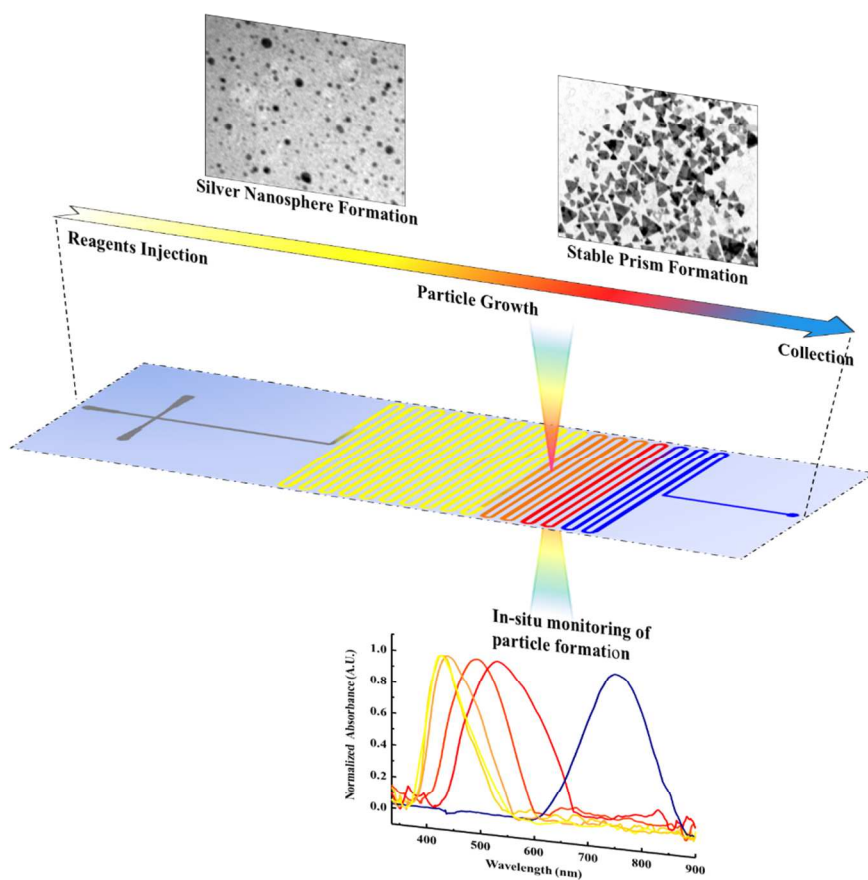 Silver Nanosphere Formation
Stable Prism Formation
Reagents Injection
Particle Growth
Collection
In-situ monitoring of
particle formation
Normalized Absorbance (A.U.)
1.0
0.8
0.6
0.4
0.2
0.0
400
500
600
700
800
900
Wavelength (nm)